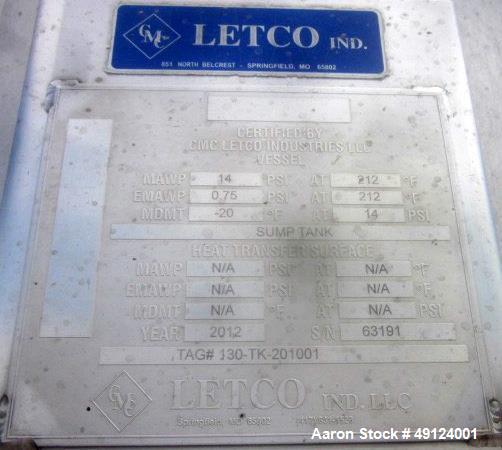 CMC LETCO IND.
651 NORTH BELCREST - SPRINGFIELD, MO 65802
CERTIFIED BY
CMC LETCO INDUSTRIES LLC
VESSEL
MAWP 14 PSI AT 212 °F
EMAWP 0.75 PSI AT 212 °F
MDMT -20 °F AT 14 PSI
SUMP TANK
HEAT TRANSFER SURFACE
MAWP N/A PSI AT N/A °F
EMAWP N/A PSI AT N/A °F
MDMT N/A °F AT N/A PSI
YEAR 2012 S/N 63191
TAG# 130-TK-201001
CMC LETCO IND. LLC
Springfield, MO 65802
Aaron Stock # 49124001